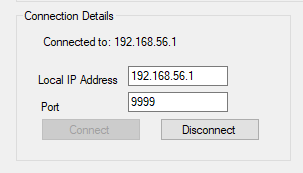 Connection Details
Connected to: 192.168.56.1
Local IP Address 192.168.56.1
Port 9999
Connect Disconnect